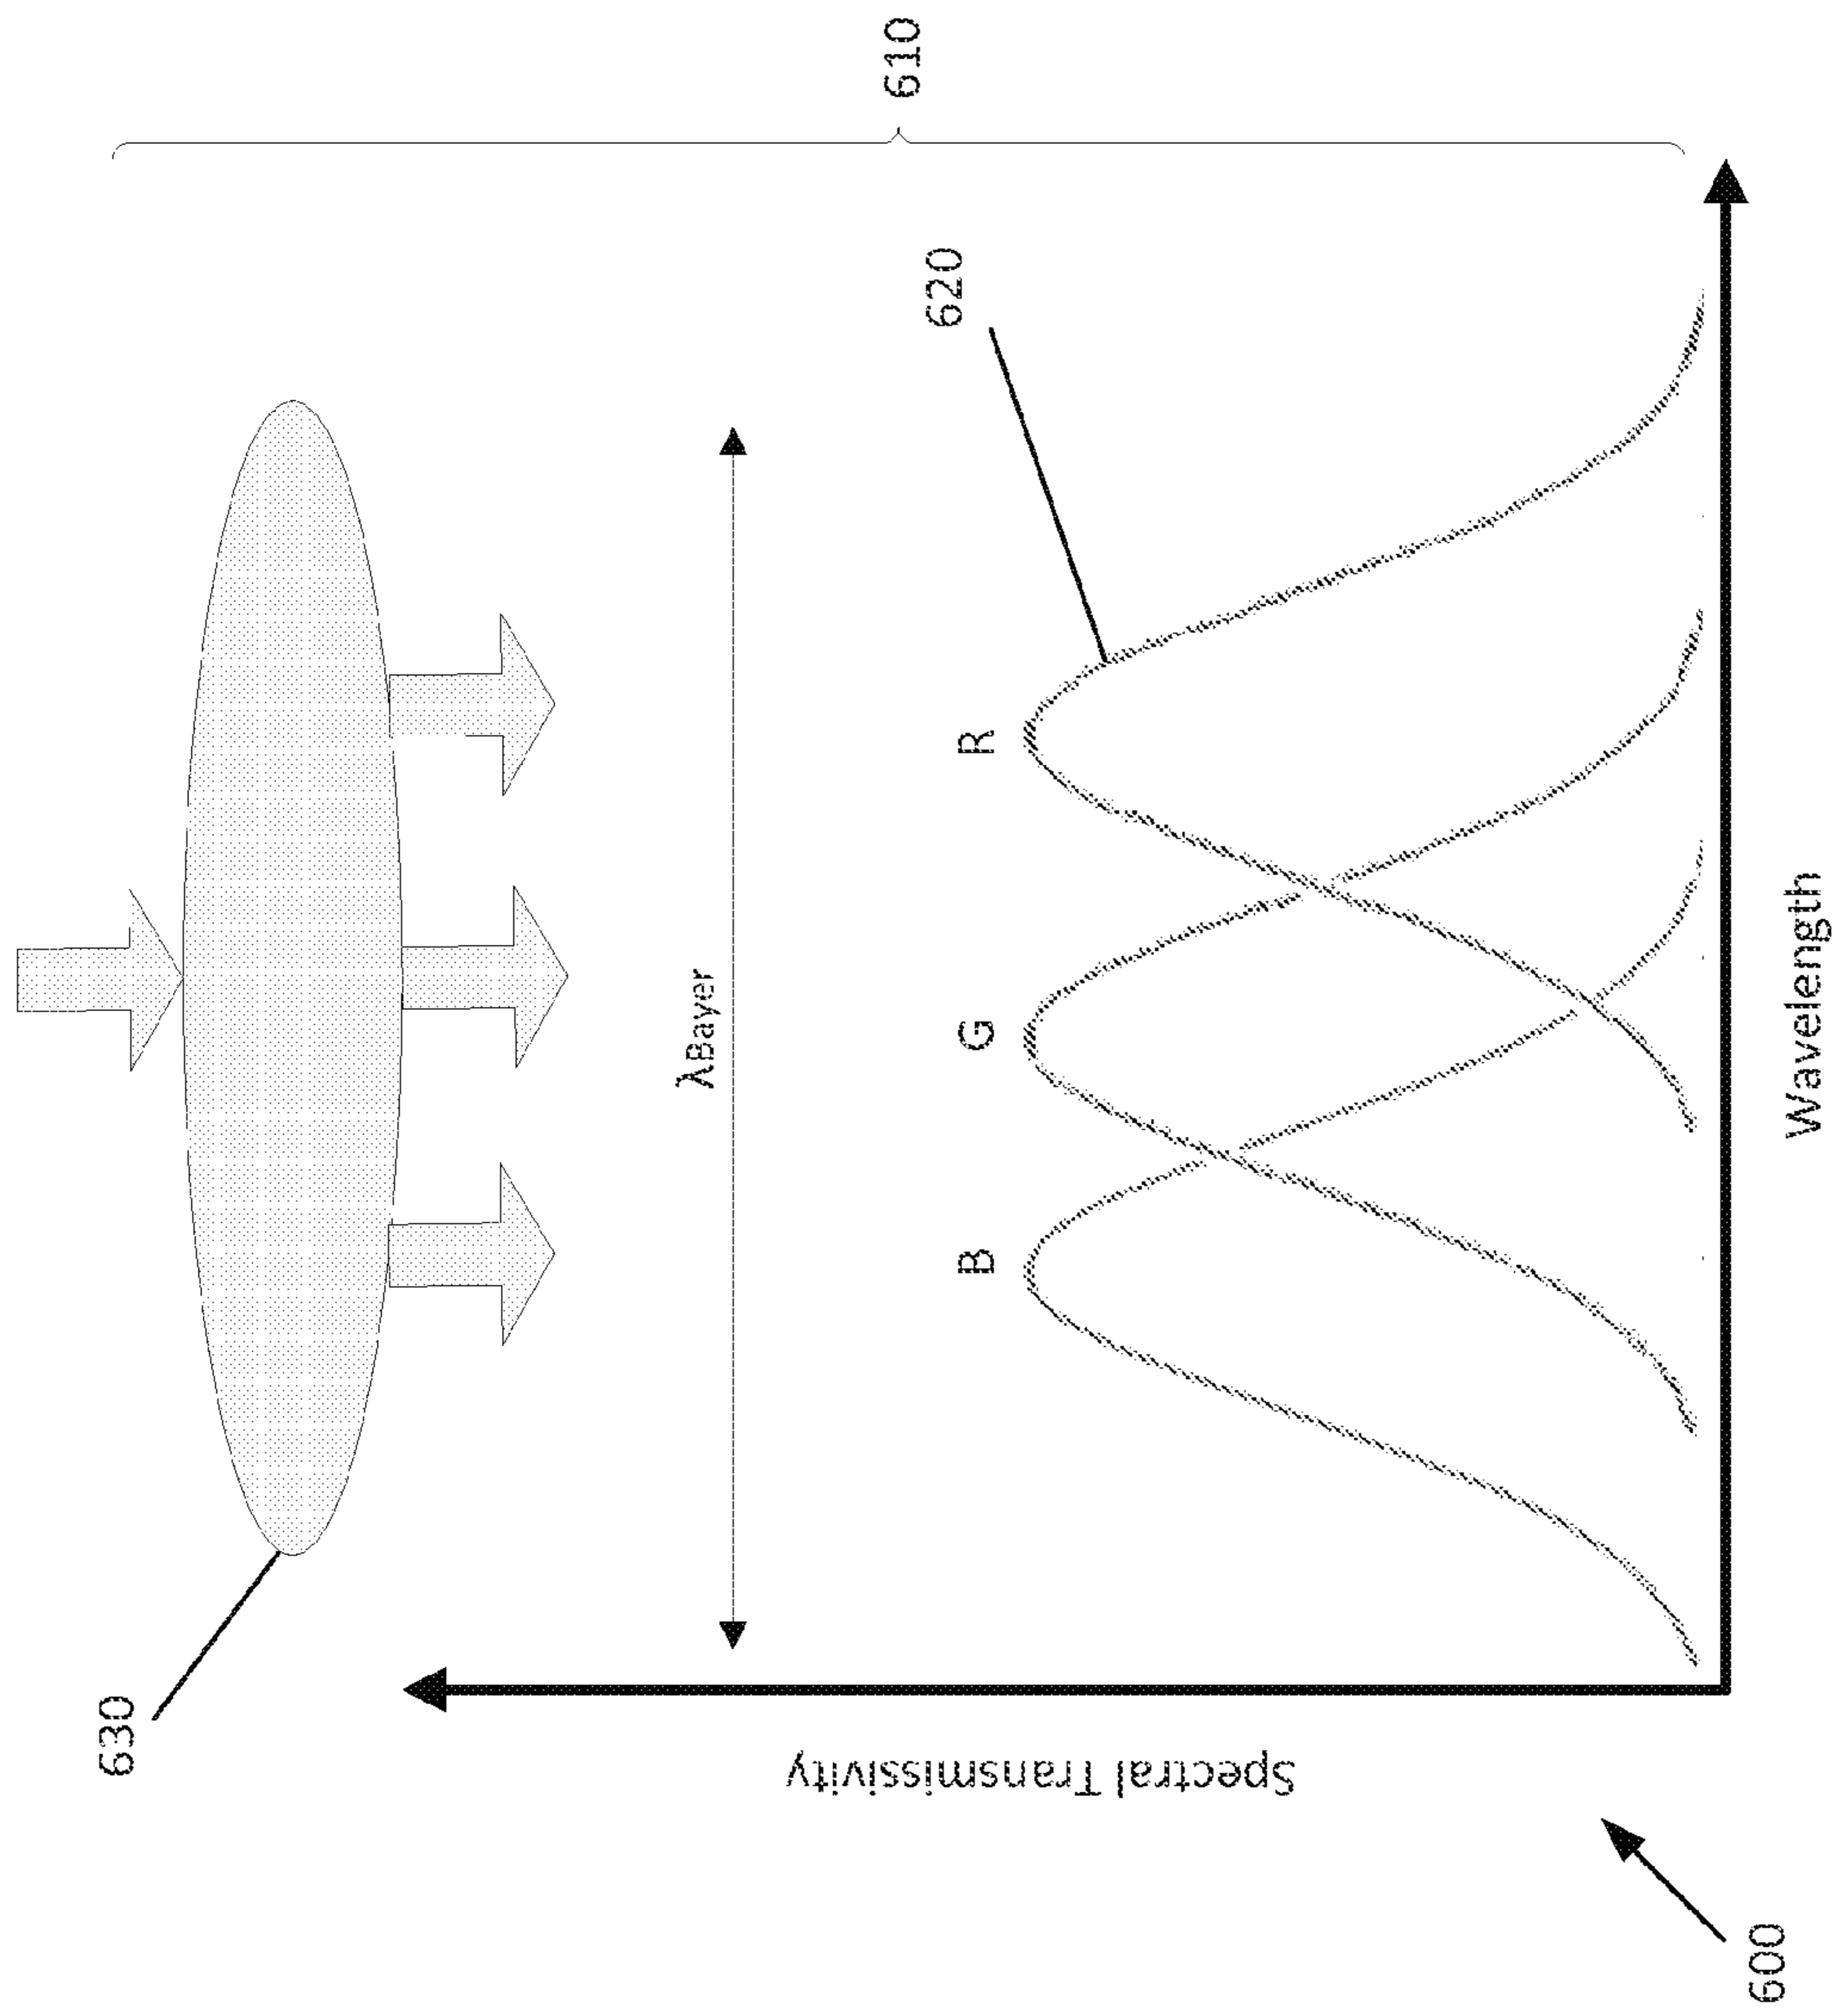 630
λBayer
610
620
B G R
Spectral Transmissivity
Wavelength
600